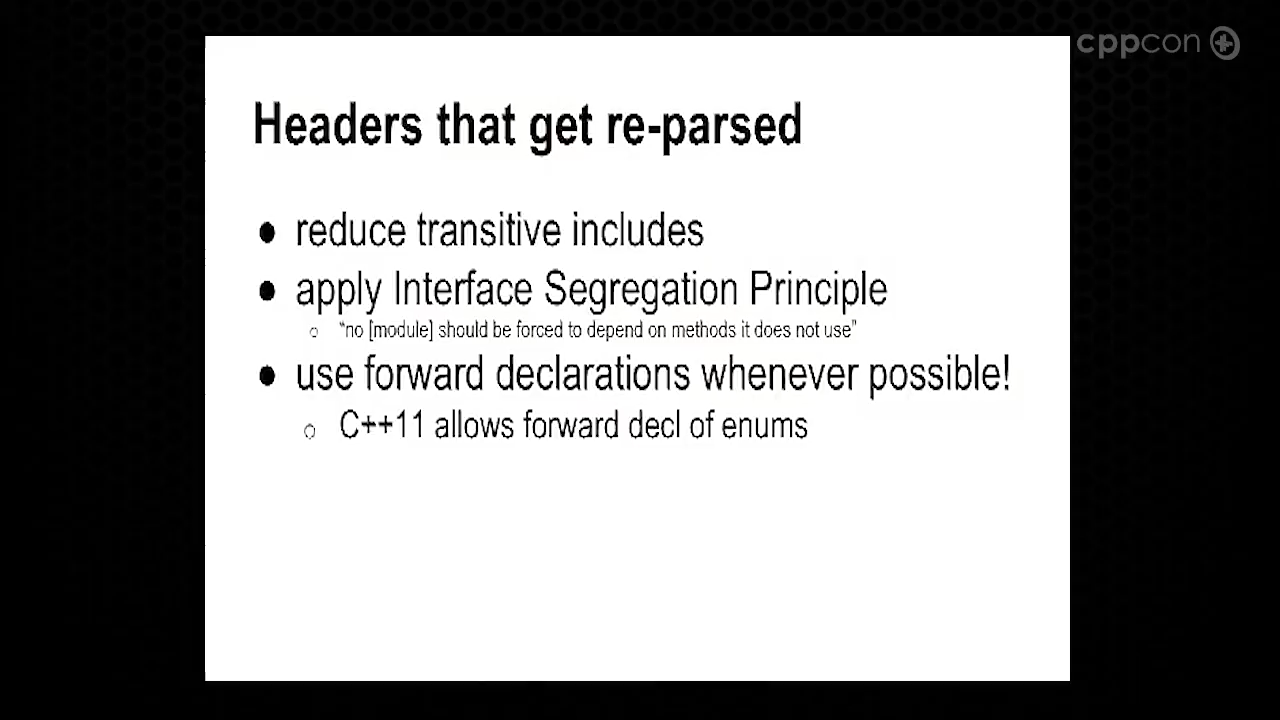 cppcon
Headers that get re-parsed
● reduce transitive includes
● apply Interface Segregation Principle
○ “no [module] should be forced to depend on methods it does not use”
● use forward declarations whenever possible!
○ C++11 allows forward decl of enums